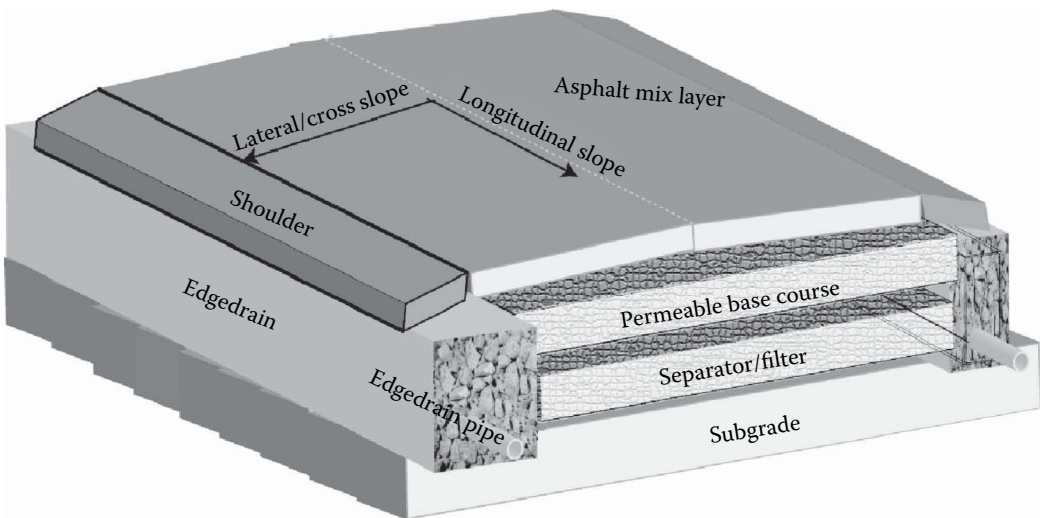 Asphalt mix layer
Lateral/cross slope
Longitudinal slope
Shoulder
Edgedrain
Permeable base course
Separator/filter
Edgedrain pipe
Subgrade